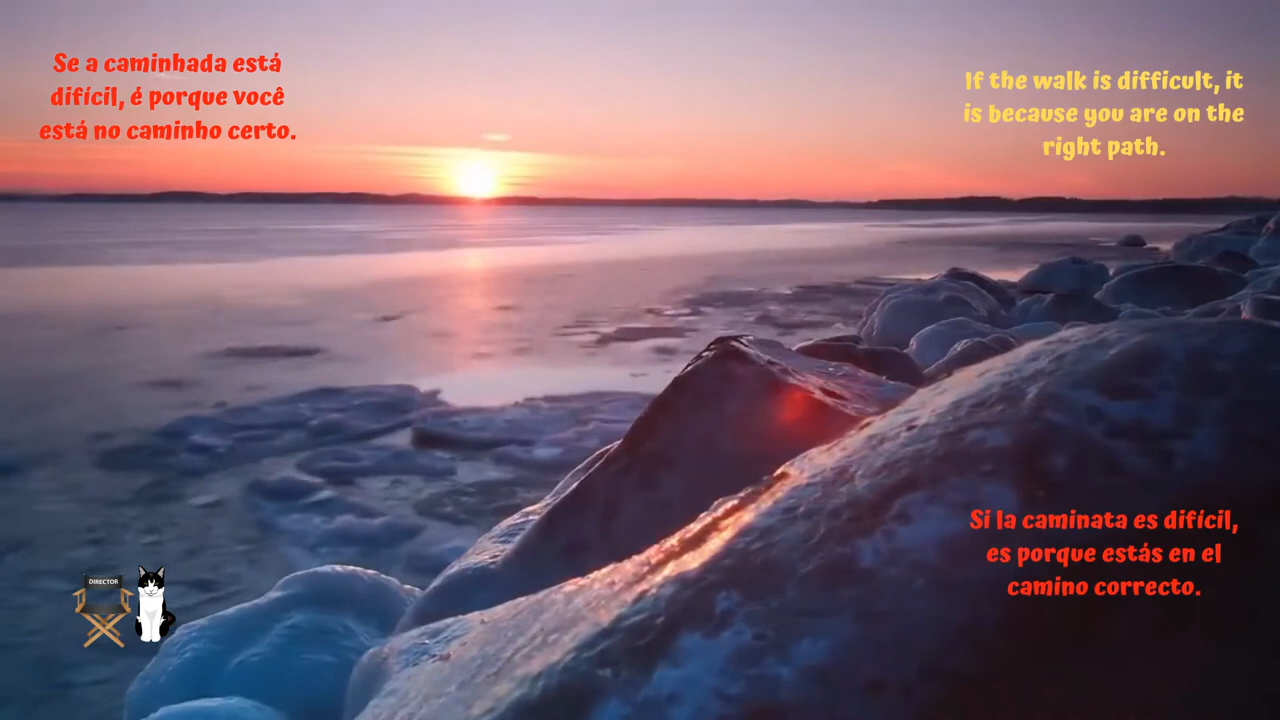 Se a caminhada está
difícil, é porque você
está no caminho certo.
If the walk is difficult, it
is because you are on the
right path.
Si la caminata es difícil,
es porque estás en el
camino correcto.
DIRECTOR